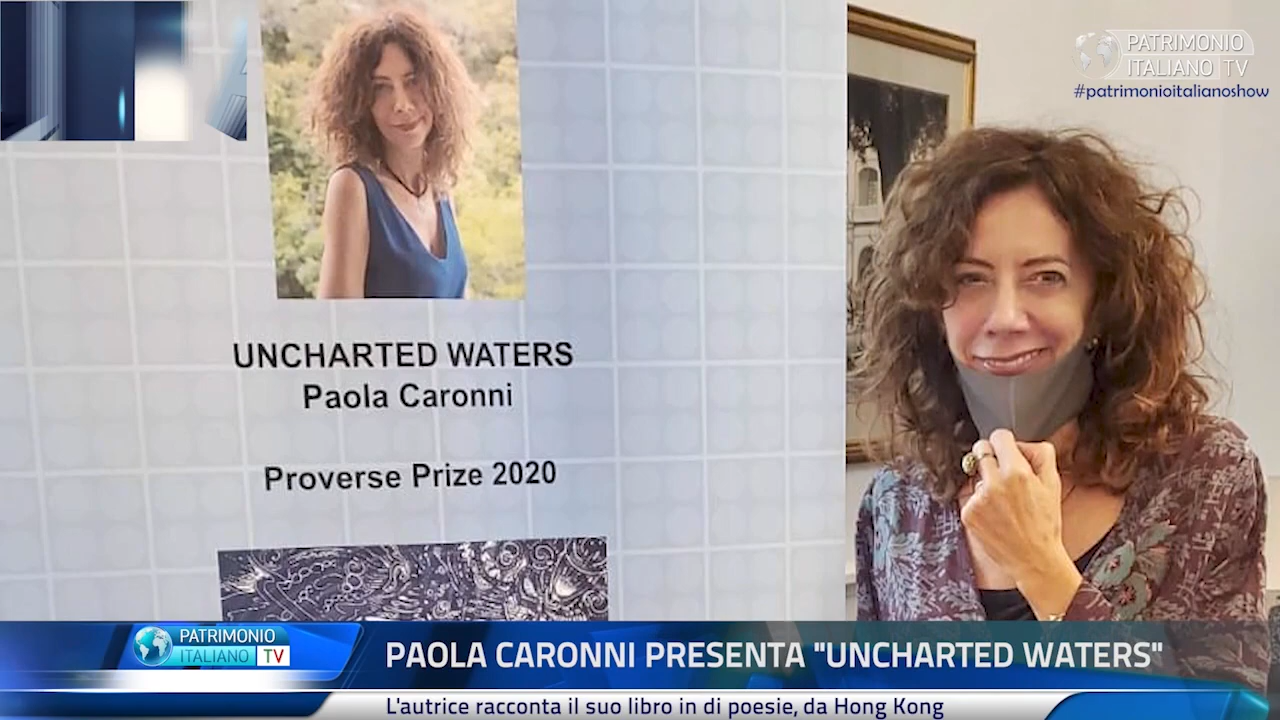 PATRIMONIO
ITALIANO TV
#patrimonioitalianoshow
UNCHARTED WATERS
Paola Caronni
Proverse Prize 2020
PATRIMONIO
ITALIANO TV
PAOLA CARONNI PRESENTA "UNCHARTED WATERS"
L'autrice racconta il suo libro in di poesie, da Hong Kong